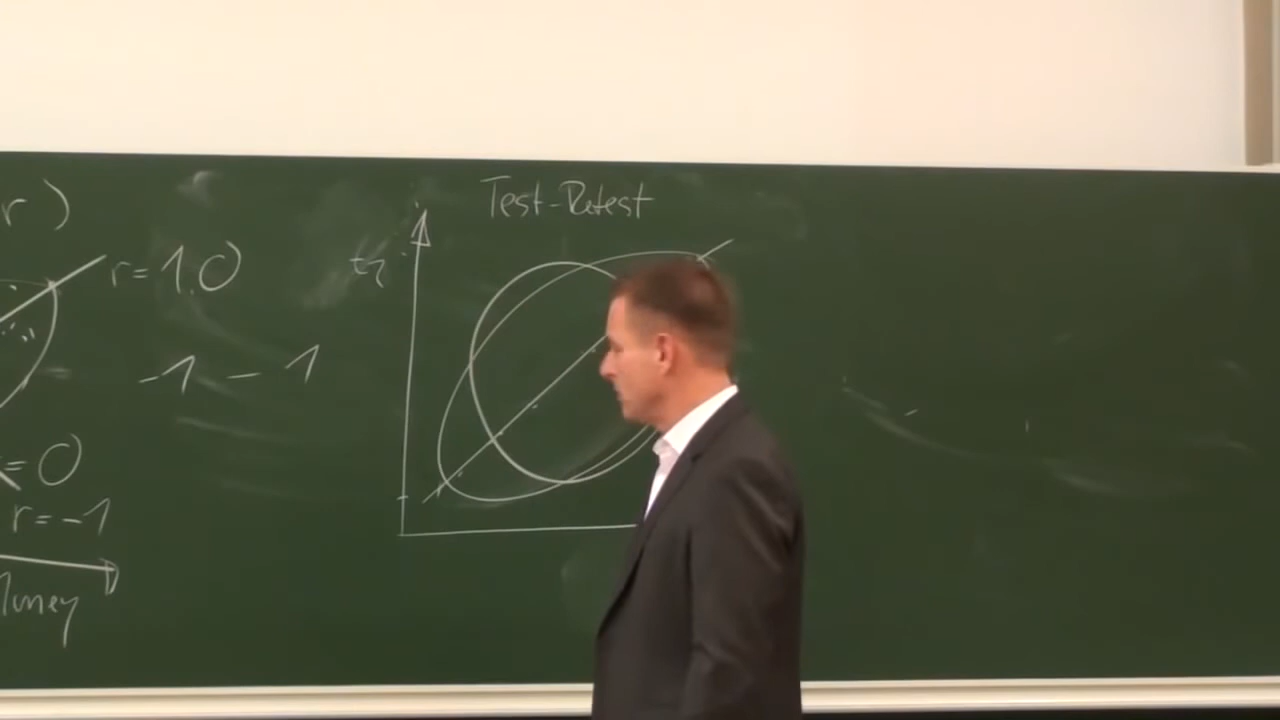 r)
r=1.0
-1 - 1
=0
r=-1
Money
Test-Retest
t₂